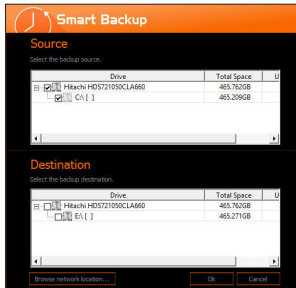 Smart Backup
Source
Select the backup source.
Drive Total Space U
Hitachi HDS721050CLA660 465.762GB
C:\ [ ] 465.209GB
Destination
Select the backup destination.
Drive Total Space U
Hitachi HDS721050CLA660 465.762GB
E:\ [ ] 465.271GB
Browse network location... Ok Cancel